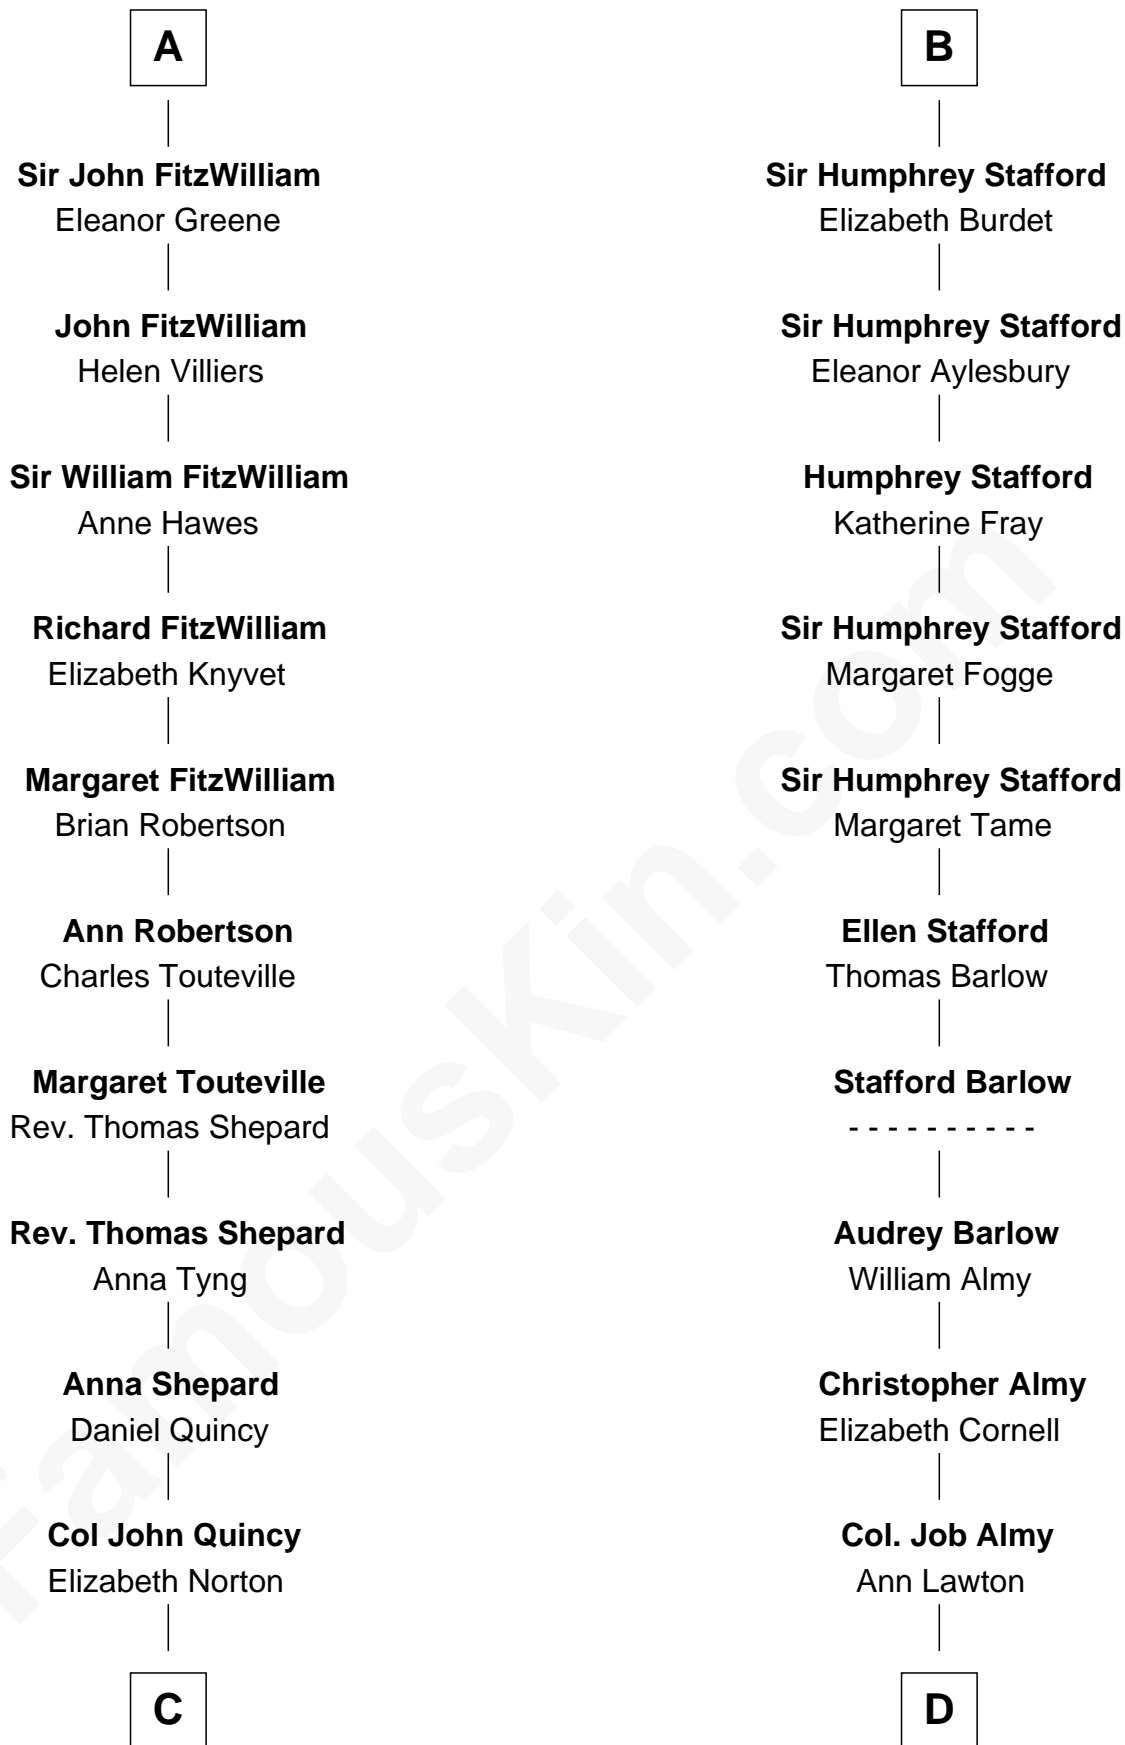 A
Sir John FitzWilliam
Eleanor Greene
John FitzWilliam
Helen Villiers
Sir William FitzWilliam
Anne Hawes
Richard FitzWilliam
Elizabeth Knyvet
Margaret FitzWilliam
Brian Robertson
Ann Robertson
Charles Touteville
Margaret Touteville
Rev. Thomas Shepard
Rev. Thomas Shepard
Anna Tyng
Anna Shepard
Daniel Quincy
Col John Quincy
Elizabeth Norton
C
B
Sir Humphrey Stafford
Elizabeth Burdet
Sir Humphrey Stafford
Eleanor Aylesbury
Humphrey Stafford
Katherine Fray
Sir Humphrey Stafford
Margaret Fogge
Sir Humphrey Stafford
Margaret Tame
Ellen Stafford
Thomas Barlow
Stafford Barlow
- - - - - - - - - -
Audrey Barlow
William Almy
Christopher Almy
Elizabeth Cornell
Col. Job Almy
Ann Lawton
D
FamousKin.com